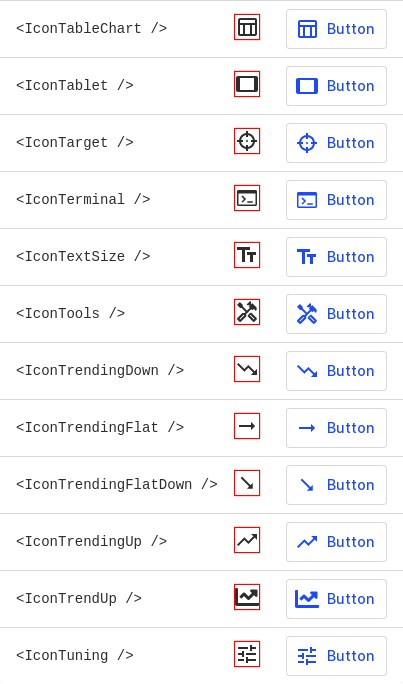 <IconTableChart /> Button
<IconTablet /> Button
<IconTarget /> Button
<IconTerminal /> Button
<IconTextSize /> Button
<IconTools /> Button
<IconTrendingDown /> Button
<IconTrendingFlat /> Button
<IconTrendingFlatDown /> Button
<IconTrendingUp /> Button
<IconTrendUp /> Button
<IconTuning /> Button